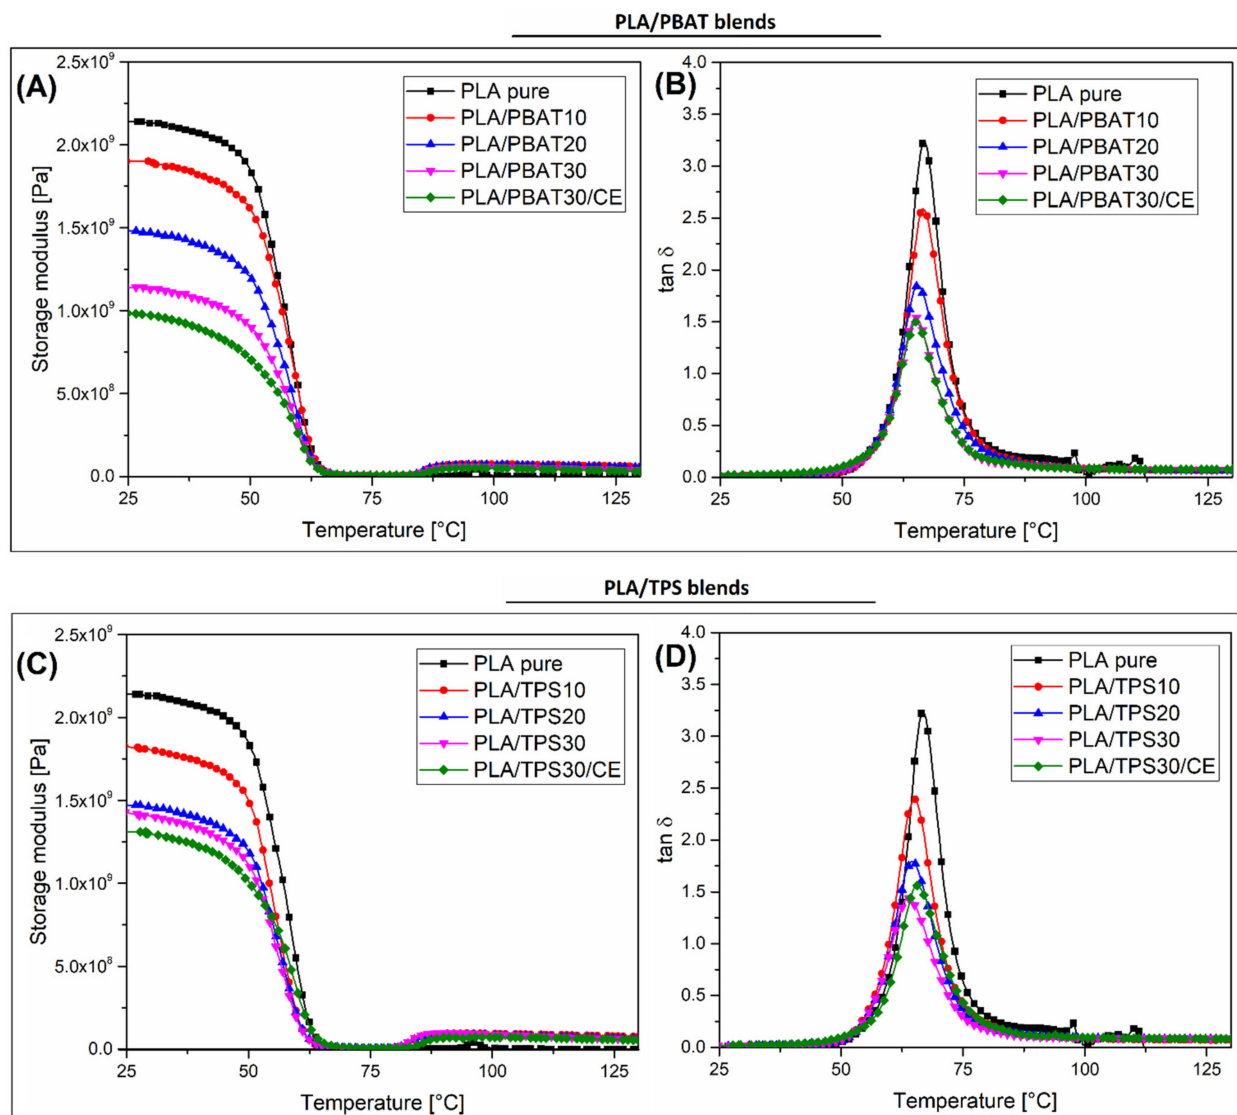 PLA/PBAT blends
(A)
2.5x10⁹
2.0x10⁹
1.5x10⁹
1.0x10⁹
5.0x10⁸
0.0
Storage modulus [Pa]
PLA pure
PLA/PBAT10
PLA/PBAT20
PLA/PBAT30
PLA/PBAT30/CE
25 50 75 100 125
Temperature [°C]
(B)
4.0
3.5
3.0
2.5
2.0
1.5
1.0
0.5
0.0
tan δ
PLA pure
PLA/PBAT10
PLA/PBAT20
PLA/PBAT30
PLA/PBAT30/CE
25 50 75 100 125
Temperature [°C]
PLA/TPS blends
(C)
2.5x10⁹
2.0x10⁹
1.5x10⁹
1.0x10⁹
5.0x10⁸
0.0
Storage modulus [Pa]
PLA pure
PLA/TPS10
PLA/TPS20
PLA/TPS30
PLA/TPS30/CE
25 50 75 100 125
Temperature [°C]
(D)
4.0
3.5
3.0
2.5
2.0
1.5
1.0
0.5
0.0
tan δ
PLA pure
PLA/TPS10
PLA/TPS20
PLA/TPS30
PLA/TPS30/CE
25 50 75 100 125
Temperature [°C]